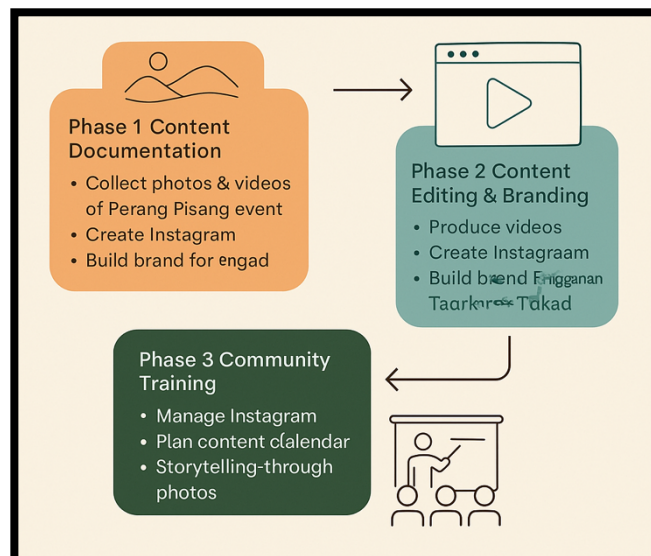 Phase 1 Content
Documentation
• Collect photos & videos
of Perang Pisang event
• Create Instagram
• Build brand for engad
Phase 2 Content
Editing & Branding
• Produce videos
• Create Instagraam
• Build
Phase 3 Community
Training
• Manage Instagram
• Plan content
• Storytelling-through
photos